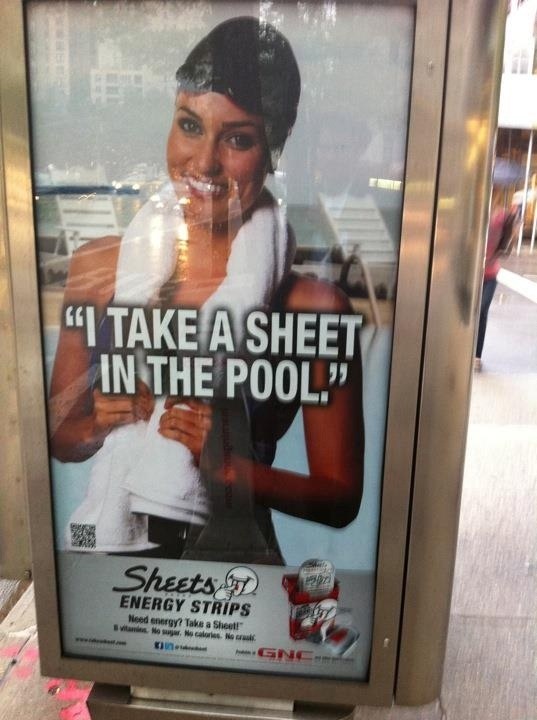 “I TAKE A SHEET
IN THE POOL.”
Sheets
ENERGY STRIPS
Need energy? Take a Sheet!™
B vitamins. No sugar. No calories. No crash.
GNC